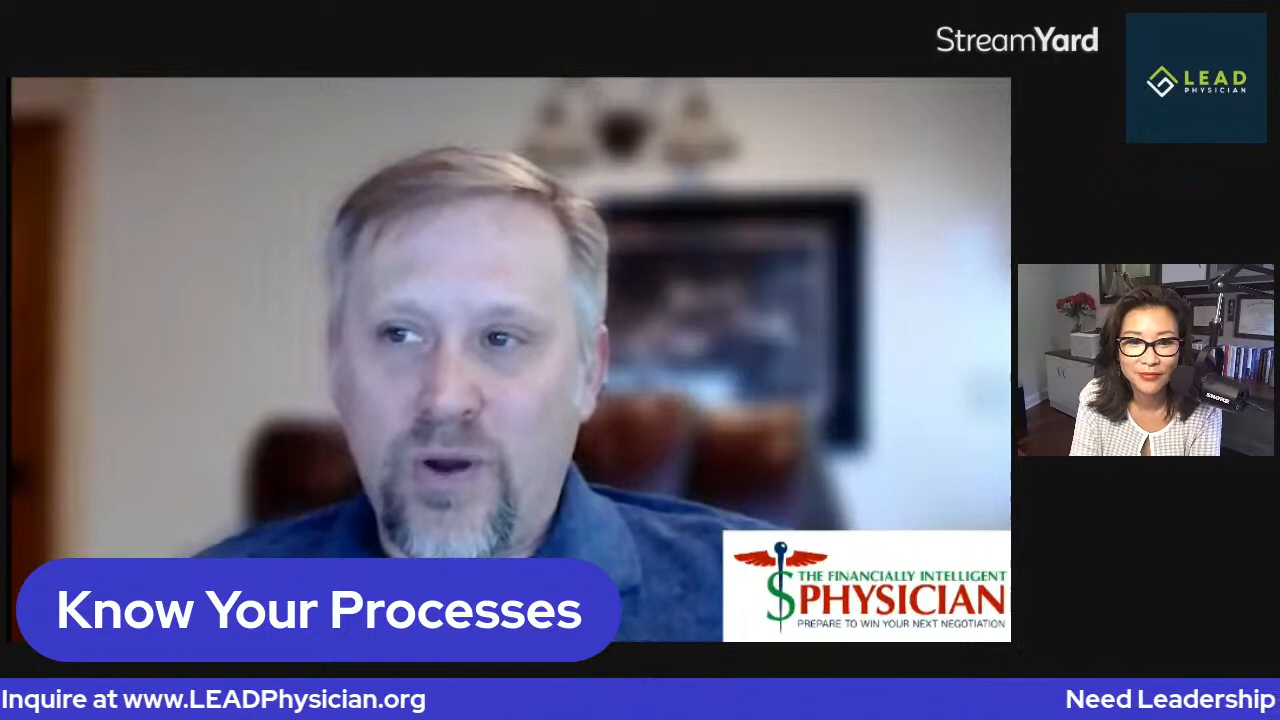 StreamYard
LEAD
PHYSICIAN
SHURE
THE FINANCIALLY INTELLIGENT
$PHYSICIAN
PREPARE TO WIN YOUR NEXT NEGOTIATION
Know Your Processes
Inquire at www.LEADPhysician.org
Need Leadership